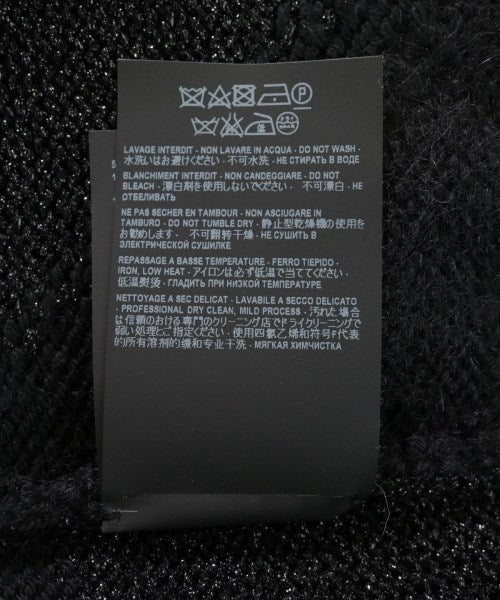 P
ドライ
LAVAGE INTERDIT - NON LAVARE IN ACQUA - DO NOT WASH -
水洗いはお避けください - 不可水洗 - НЕ СТИРАТЬ В ВОДЕ
BLANCHIMENT INTERDIT - NON CANDEGGIARE - DO NOT
BLEACH - 漂白剤を使用しないでください - 不可漂白 - НЕ
ОТБЕЛИВАТЬ
NE PAS SECHER EN TAMBOUR - NON ASCIUGARE IN
TAMBURO - DO NOT TUMBLE DRY - 静止型乾燥機の使用を
お勧めします - 不可翻转干燥 - НЕ СУШИТЬ В
ЭЛЕКТРИЧЕСКОЙ СУШИЛКЕ
REPASSAGE A BASSE TEMPERATURE - FERRO TIEPIDO -
IRON, LOW HEAT - アイロンは必ず低温で当ててください -
低温熨烫 - ГЛАДИТЬ ПРИ НИЗКОЙ ТЕМПЕРАТУРЕ
NETTOYAGE A SEC DELICAT - LAVABILE A SECCO DELICATO
- PROFESSIONAL DRY CLEAN, MILD PROCESS - 汚れた場合
は信頼のおける専門のクリーニング店でドライクリーニングで
弱い処理とご指定ください - 使用四氯乙烯和符号F代表
的所有溶剂的缓和专业干洗 - МЯГКАЯ ХИМЧИСТКА